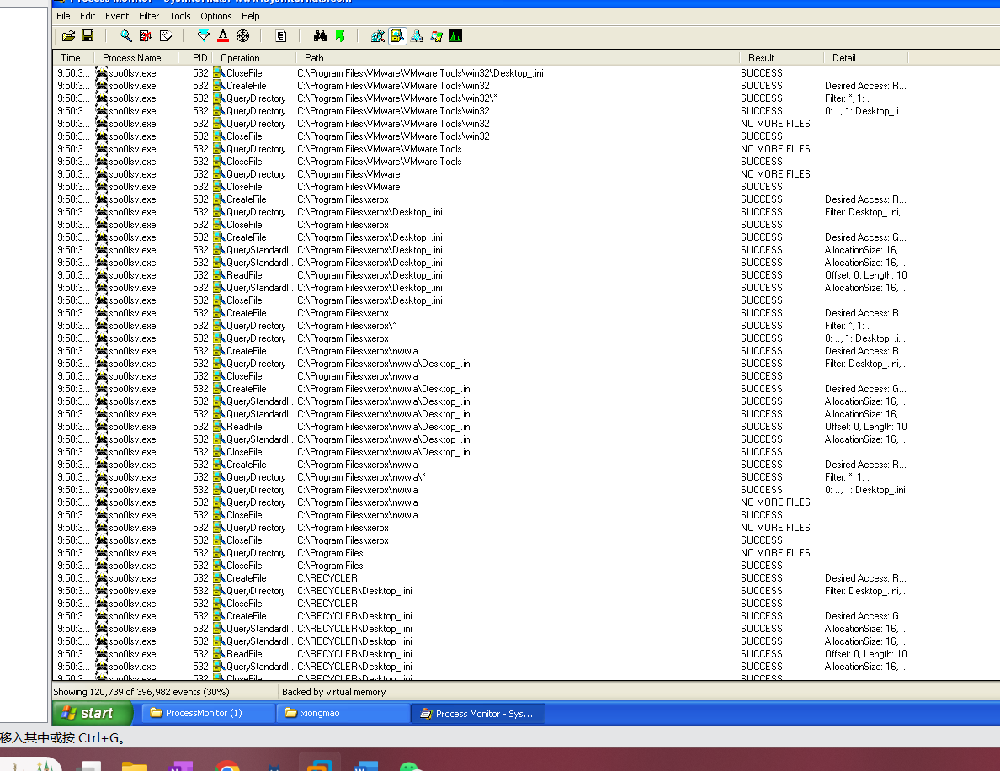 Process Monitor - Sysinternals: www.sysinternals.com
File Edit Event Filter Tools Options Help
Time... Process Name PID Operation Path Result Detail
9:50:3... spo0lsv.exe 532 CloseFile C:\Program Files\VMware\VMware Tools\win32\Desktop_.ini SUCCESS
9:50:3... spo0lsv.exe 532 CreateFile C:\Program Files\VMware\VMware Tools\win32 SUCCESS Desired Access: R...
9:50:3... spo0lsv.exe 532 QueryDirectory C:\Program Files\VMware\VMware Tools\win32\* SUCCESS Filter: *, 1: .
9:50:3... spo0lsv.exe 532 QueryDirectory C:\Program Files\VMware\VMware Tools\win32 SUCCESS 0: .., 1: Desktop_.i...
9:50:3... spo0lsv.exe 532 QueryDirectory C:\Program Files\VMware\VMware Tools\win32 NO MORE FILES
9:50:3... spo0lsv.exe 532 CloseFile C:\Program Files\VMware\VMware Tools\win32 SUCCESS
9:50:3... spo0lsv.exe 532 QueryDirectory C:\Program Files\VMware\VMware Tools NO MORE FILES
9:50:3... spo0lsv.exe 532 CloseFile C:\Program Files\VMware\VMware Tools SUCCESS
9:50:3... spo0lsv.exe 532 QueryDirectory C:\Program Files\VMware NO MORE FILES
9:50:3... spo0lsv.exe 532 CloseFile C:\Program Files\VMware SUCCESS
9:50:3... spo0lsv.exe 532 CreateFile C:\Program Files\xerox SUCCESS Desired Access: R...
9:50:3... spo0lsv.exe 532 QueryDirectory C:\Program Files\xerox\Desktop_.ini SUCCESS Filter: Desktop_.ini,...
9:50:3... spo0lsv.exe 532 CloseFile C:\Program Files\xerox SUCCESS
9:50:3... spo0lsv.exe 532 CreateFile C:\Program Files\xerox\Desktop_.ini SUCCESS Desired Access: G...
9:50:3... spo0lsv.exe 532 QueryStandardI... C:\Program Files\xerox\Desktop_.ini SUCCESS AllocationSize: 16, ...
9:50:3... spo0lsv.exe 532 QueryStandardI... C:\Program Files\xerox\Desktop_.ini SUCCESS AllocationSize: 16, ...
9:50:3... spo0lsv.exe 532 ReadFile C:\Program Files\xerox\Desktop_.ini SUCCESS Offset: 0, Length: 10
9:50:3... spo0lsv.exe 532 QueryStandardI... C:\Program Files\xerox\Desktop_.ini SUCCESS AllocationSize: 16, ...
9:50:3... spo0lsv.exe 532 CloseFile C:\Program Files\xerox\Desktop_.ini SUCCESS
9:50:3... spo0lsv.exe 532 CreateFile C:\Program Files\xerox SUCCESS Desired Access: R...
9:50:3... spo0lsv.exe 532 QueryDirectory C:\Program Files\xerox\* SUCCESS Filter: *, 1: .
9:50:3... spo0lsv.exe 532 QueryDirectory C:\Program Files\xerox SUCCESS 0: .., 1: Desktop_.i...
9:50:3... spo0lsv.exe 532 CreateFile C:\Program Files\xerox\nwwia SUCCESS Desired Access: R...
9:50:3... spo0lsv.exe 532 QueryDirectory C:\Program Files\xerox\nwwia\Desktop_.ini SUCCESS Filter: Desktop_.ini,...
9:50:3... spo0lsv.exe 532 CloseFile C:\Program Files\xerox\nwwia SUCCESS
9:50:3... spo0lsv.exe 532 CreateFile C:\Program Files\xerox\nwwia\Desktop_.ini SUCCESS Desired Access: G...
9:50:3... spo0lsv.exe 532 QueryStandardI... C:\Program Files\xerox\nwwia\Desktop_.ini SUCCESS AllocationSize: 16, ...
9:50:3... spo0lsv.exe 532 QueryStandardI... C:\Program Files\xerox\nwwia\Desktop_.ini SUCCESS AllocationSize: 16, ...
9:50:3... spo0lsv.exe 532 ReadFile C:\Program Files\xerox\nwwia\Desktop_.ini SUCCESS Offset: 0, Length: 10
9:50:3... spo0lsv.exe 532 QueryStandardI... C:\Program Files\xerox\nwwia\Desktop_.ini SUCCESS AllocationSize: 16, ...
9:50:3... spo0lsv.exe 532 CloseFile C:\Program Files\xerox\nwwia\Desktop_.ini SUCCESS
9:50:3... spo0lsv.exe 532 CreateFile C:\Program Files\xerox\nwwia SUCCESS Desired Access: R...
9:50:3... spo0lsv.exe 532 QueryDirectory C:\Program Files\xerox\nwwia\* SUCCESS Filter: *, 1: .
9:50:3... spo0lsv.exe 532 QueryDirectory C:\Program Files\xerox\nwwia SUCCESS 0: .., 1: Desktop_.ini
9:50:3... spo0lsv.exe 532 QueryDirectory C:\Program Files\xerox\nwwia NO MORE FILES
9:50:3... spo0lsv.exe 532 CloseFile C:\Program Files\xerox\nwwia SUCCESS
9:50:3... spo0lsv.exe 532 QueryDirectory C:\Program Files\xerox NO MORE FILES
9:50:3... spo0lsv.exe 532 CloseFile C:\Program Files\xerox SUCCESS
9:50:3... spo0lsv.exe 532 QueryDirectory C:\Program Files NO MORE FILES
9:50:3... spo0lsv.exe 532 CloseFile C:\Program Files SUCCESS
9:50:3... spo0lsv.exe 532 CreateFile C:\RECYCLER SUCCESS Desired Access: R...
9:50:3... spo0lsv.exe 532 QueryDirectory C:\RECYCLER\Desktop_.ini SUCCESS Filter: Desktop_.ini,...
9:50:3... spo0lsv.exe 532 CloseFile C:\RECYCLER SUCCESS
9:50:3... spo0lsv.exe 532 CreateFile C:\RECYCLER\Desktop_.ini SUCCESS Desired Access: G...
9:50:3... spo0lsv.exe 532 QueryStandardI... C:\RECYCLER\Desktop_.ini SUCCESS AllocationSize: 16, ...
9:50:3... spo0lsv.exe 532 QueryStandardI... C:\RECYCLER\Desktop_.ini SUCCESS AllocationSize: 16, ...
9:50:3... spo0lsv.exe 532 ReadFile C:\RECYCLER\Desktop_.ini SUCCESS Offset: 0, Length: 10
9:50:3... spo0lsv.exe 532 QueryStandardI... C:\RECYCLER\Desktop_.ini SUCCESS AllocationSize: 16, ...
9:50:3... spo0lsv.exe 532 CloseFile C:\RECYCLER\Desktop_.ini SUCCESS
Showing 120,739 of 396,982 events (30%) Backed by virtual memory
start ProcessMonitor (1) xiongmao Process Monitor - Sys...
移入其中或按 Ctrl+G。